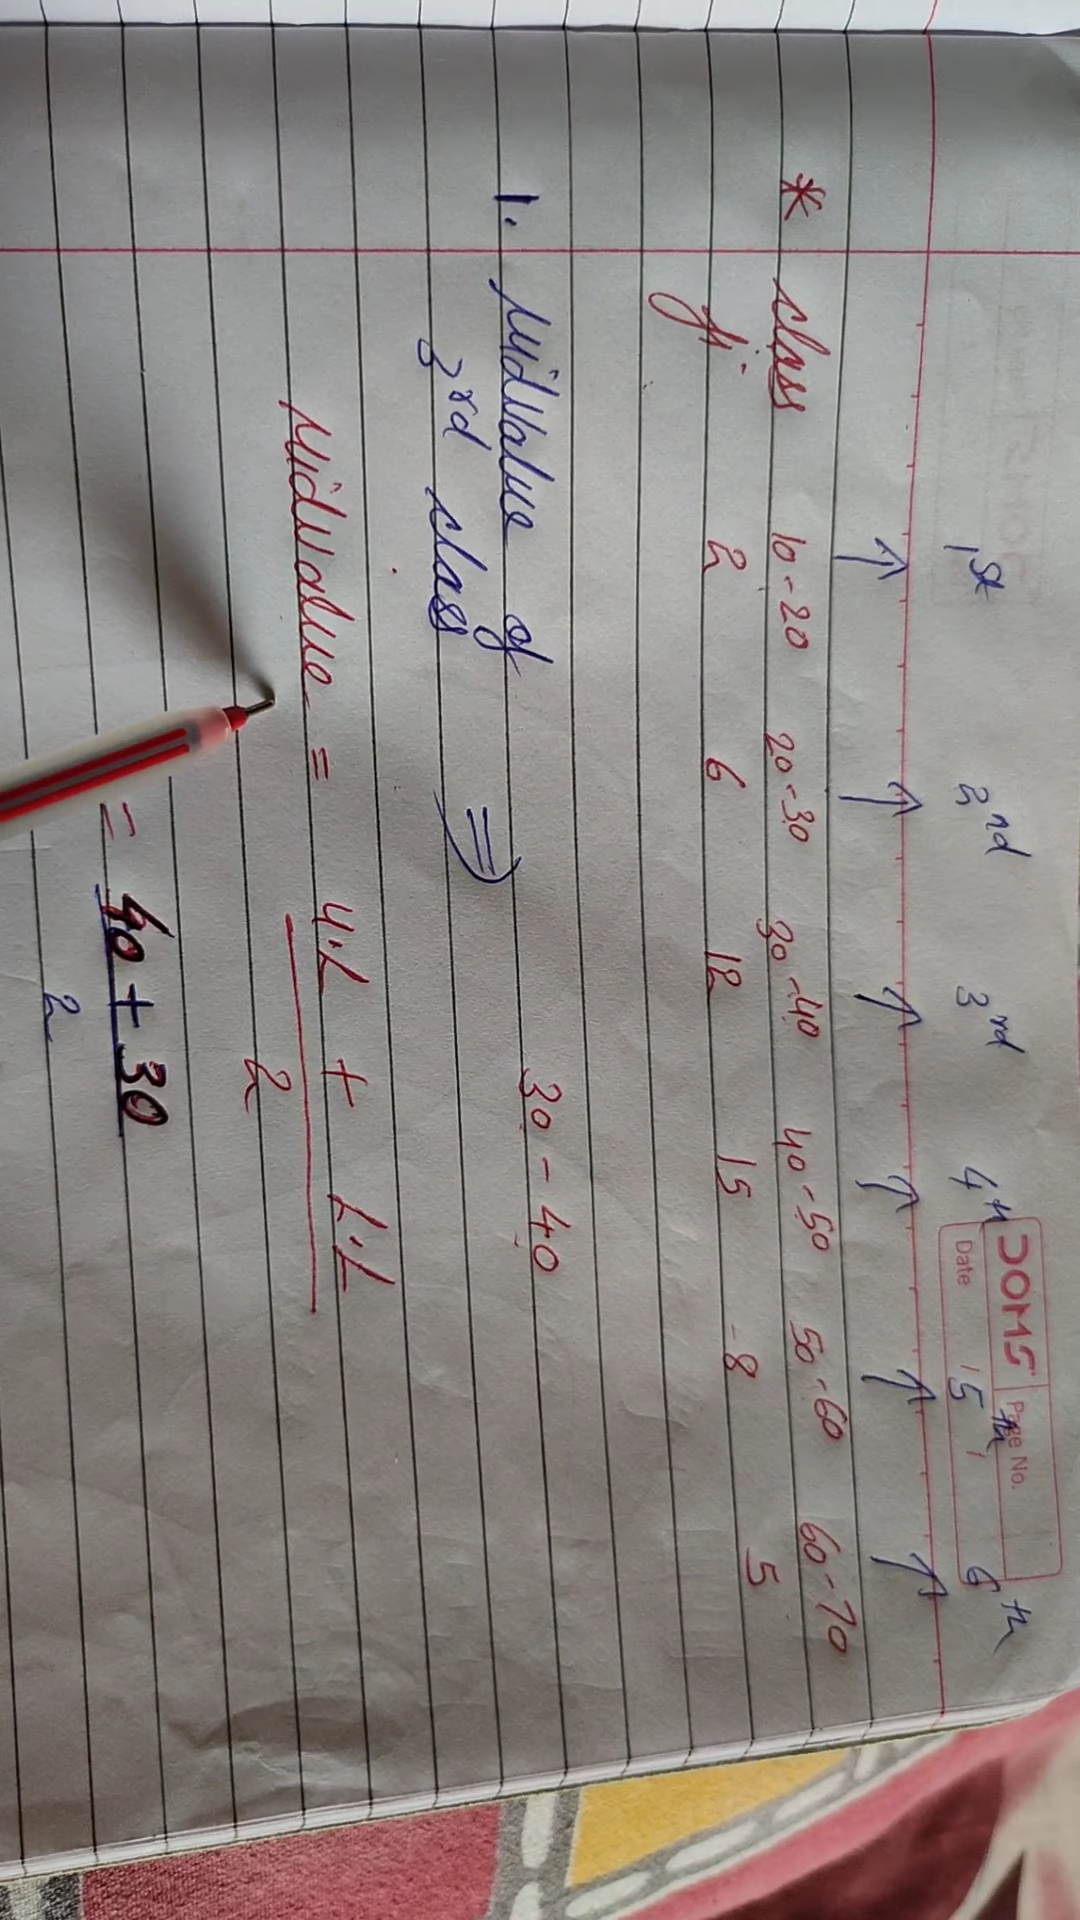 DOMS Page No.
Date
1st 2nd 3rd 4th 5th 6th
* class 10-20 20-30 30-40 40-50 50-60 60-70
fi 2 6 12 15 8 5
1. Midvalue of
3rd class ⇒ 30-40
Midvalue = U.L + L.L
2
= 40 + 30
2